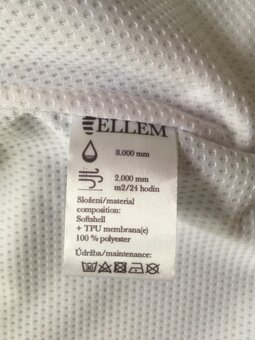 ELLEM
8.000 mm
2.000 mm
m2/24 hodin
Složení/material
composition:
Softshell
+ TPU membrana(e)
100 % polyester
Údržba/maintenance: